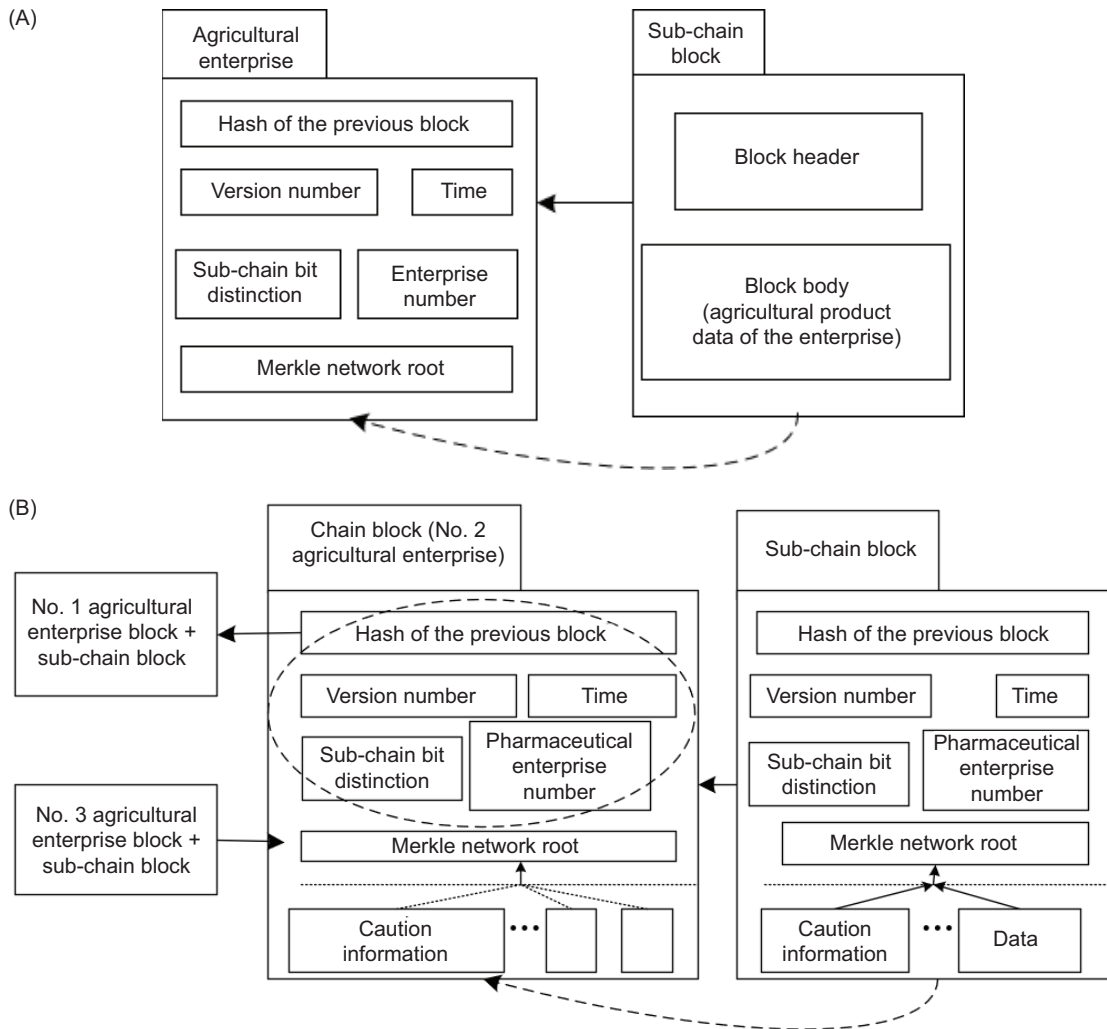 (A)
Agricultural
enterprise
Hash of the previous block
Version number
Time
Sub-chain bit
distinction
Enterprise
number
Merkle network root
Sub-chain
block
Block header
Block body
(agricultural product
data of the enterprise)
(B)
No. 1 agricultural
enterprise block +
sub-chain block
No. 3 agricultural
enterprise block +
sub-chain block
Chain block (No. 2
agricultural enterprise)
Hash of the previous block
Version number
Time
Sub-chain bit
distinction
Pharmaceutical
enterprise
number
Merkle network root
Caution
information
•••
Sub-chain block
Hash of the previous block
Version number
Time
Sub-chain bit
distinction
Pharmaceutical
enterprise
number
Merkle network root
Caution
information
•••
Data